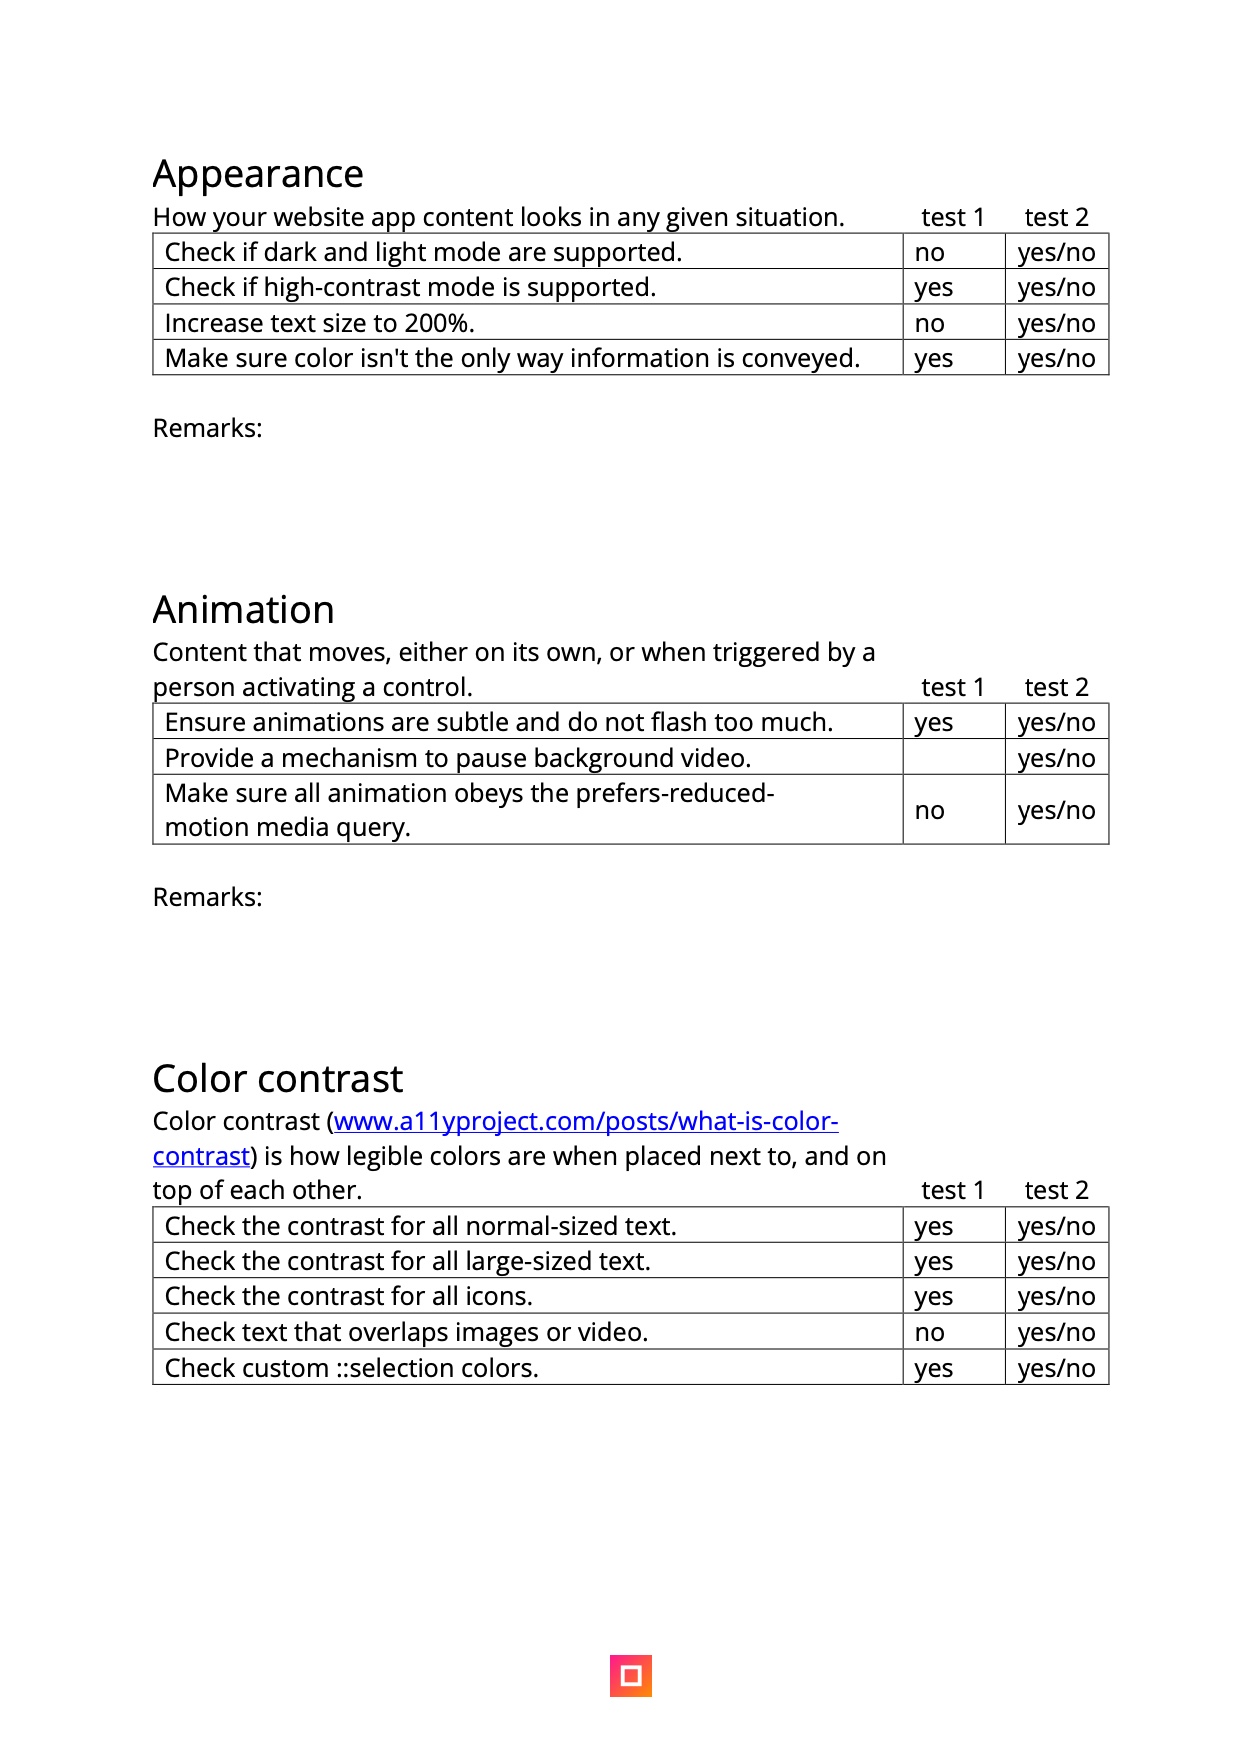 Appearance
How your website app content looks in any given situation. test 1 test 2
Check if dark and light mode are supported. no yes/no
Check if high-contrast mode is supported. yes yes/no
Increase text size to 200%. no yes/no
Make sure color isn't the only way information is conveyed. yes yes/no
Remarks:
Animation
Content that moves, either on its own, or when triggered by a
person activating a control. test 1 test 2
Ensure animations are subtle and do not flash too much. yes yes/no
Provide a mechanism to pause background video. yes/no
Make sure all animation obeys the prefers-reduced-
motion media query. no yes/no
Remarks:
Color contrast
Color contrast (www.a11yproject.com/posts/what-is-color-
contrast) is how legible colors are when placed next to, and on
top of each other. test 1 test 2
Check the contrast for all normal-sized text. yes yes/no
Check the contrast for all large-sized text. yes yes/no
Check the contrast for all icons. yes yes/no
Check text that overlaps images or video. no yes/no
Check custom ::selection colors. yes yes/no